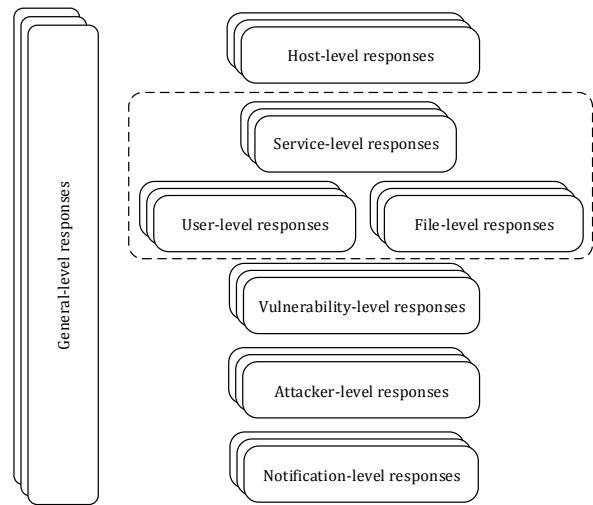 General-level responses
Host-level responses
Service-level responses
User-level responses
File-level responses
Vulnerability-level responses
Attacker-level responses
Notification-level responses